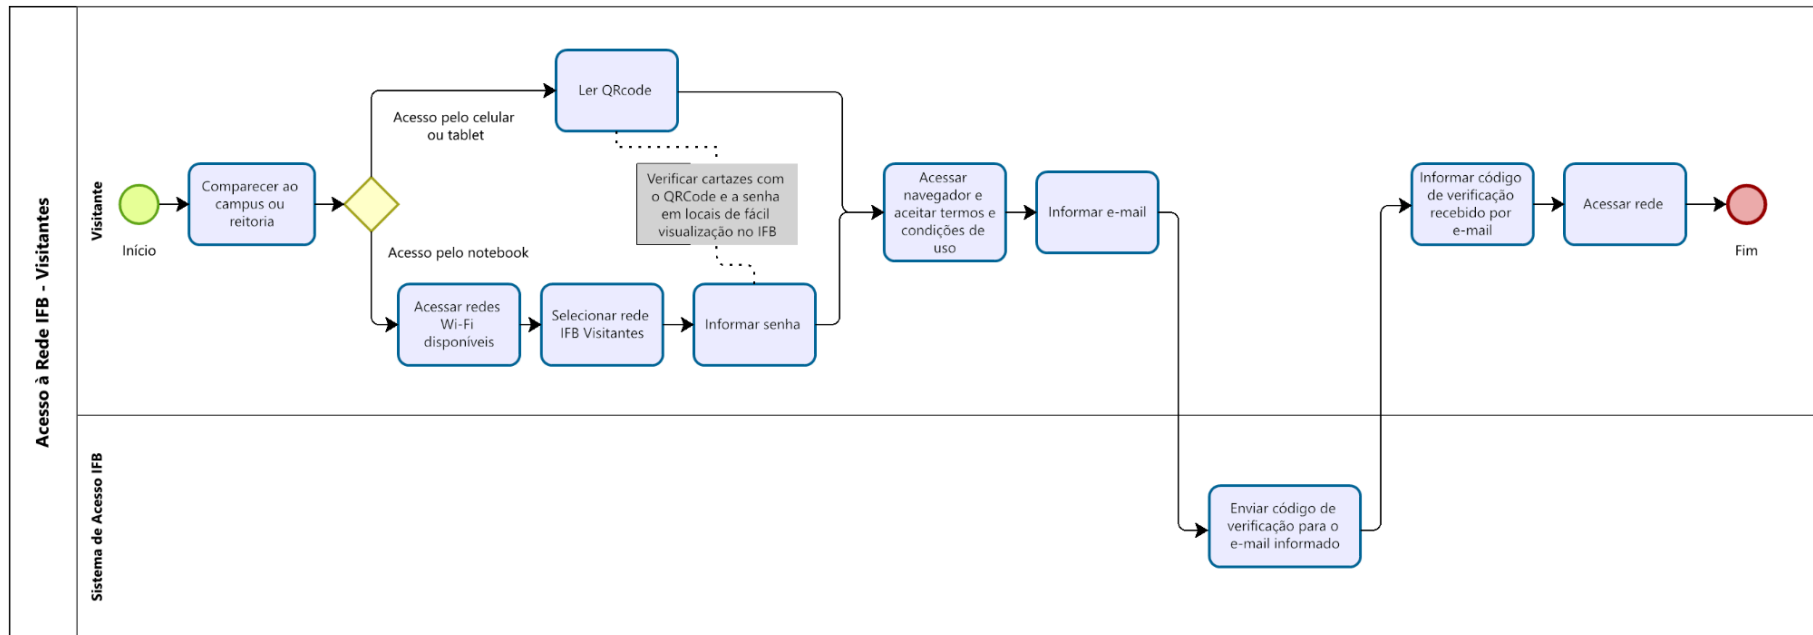 Acesso à Rede IFB - Visitantes
Visitante
Início
Comparecer ao
campus ou
reitoria
Acesso pelo celular
ou tablet
Ler QRcode
Verificar cartazes com
o QRCode e a senha
em locais de fácil
visualização no IFB
Acesso pelo notebook
Acessar redes
Wi-Fi
disponíveis
Selecionar rede
IFB Visitantes
Informar senha
Acessar
navegador e
aceitar termos e
condições de
uso
Informar e-mail
Sistema de Acesso IFB
Enviar código de
verificação para o
e-mail informado
Informar código
de verificação
recebido por
e-mail
Acessar rede
Fim